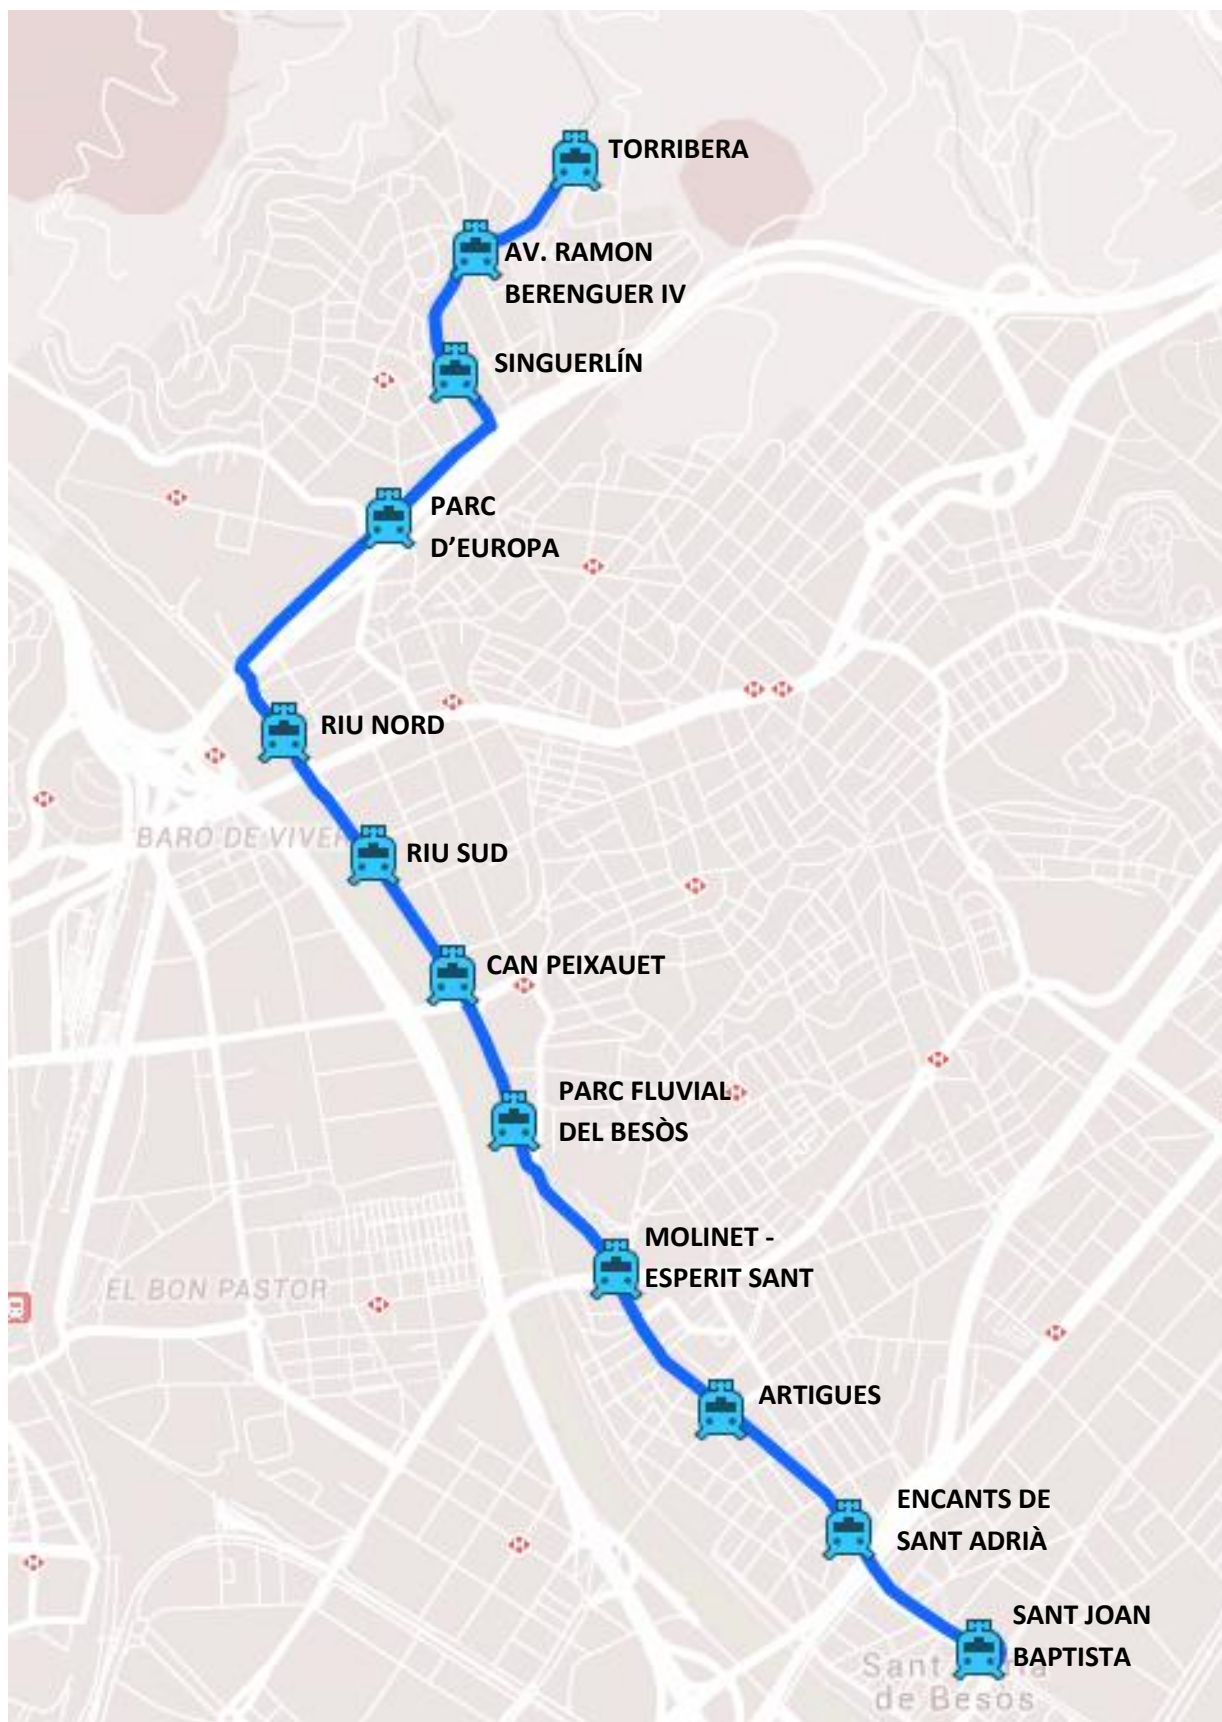 TORRIBERA
AV. RAMON
BERENGUER IV
SINGUERLÍN
PARC
D’EUROPA
RIU NORD
BARO DE VIVER
RIU SUD
CAN PEIXAUET
PARC FLUVIAL
DEL BESÒS
MOLINET -
ESPERIT SANT
EL BON PASTOR
ARTIGUES
ENCANTS DE
SANT ADRIÀ
SANT JOAN
BAPTISTA
Sant
de Besòs